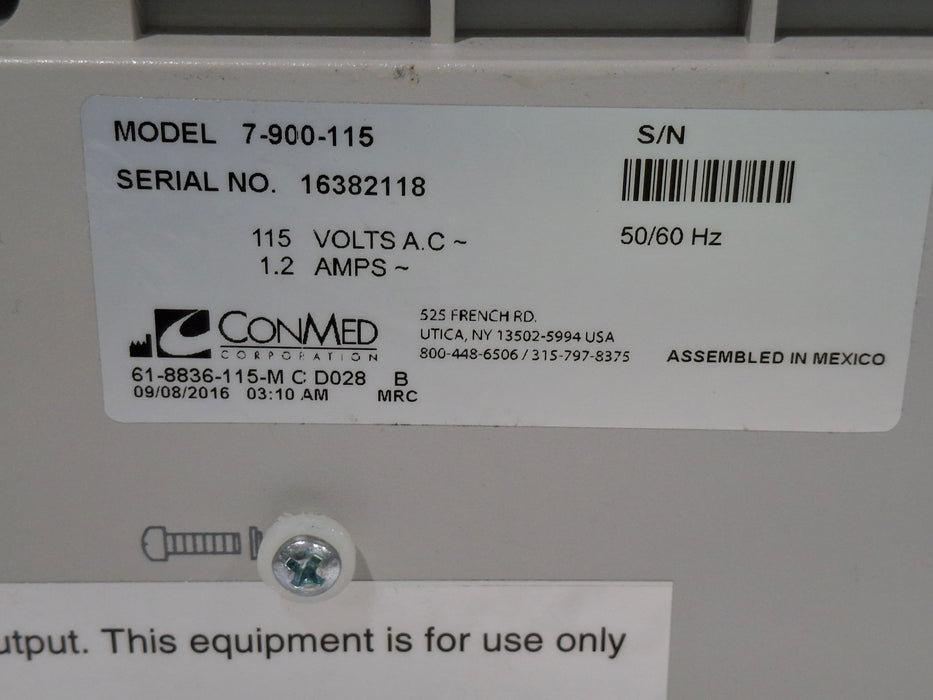 MODEL 7-900-115
S/N
SERIAL NO. 16382118
115 VOLTS A.C ~
50/60 Hz
1.2 AMPS ~
CONMED
CORPORATION
525 FRENCH RD.
UTICA, NY 13502-5994 USA
800-448-6506 / 315-797-8375
ASSEMBLED IN MEXICO
61-8836-115-M C: D028 B
09/08/2016 03:10 AM MRC
utput. This equipment is for use only